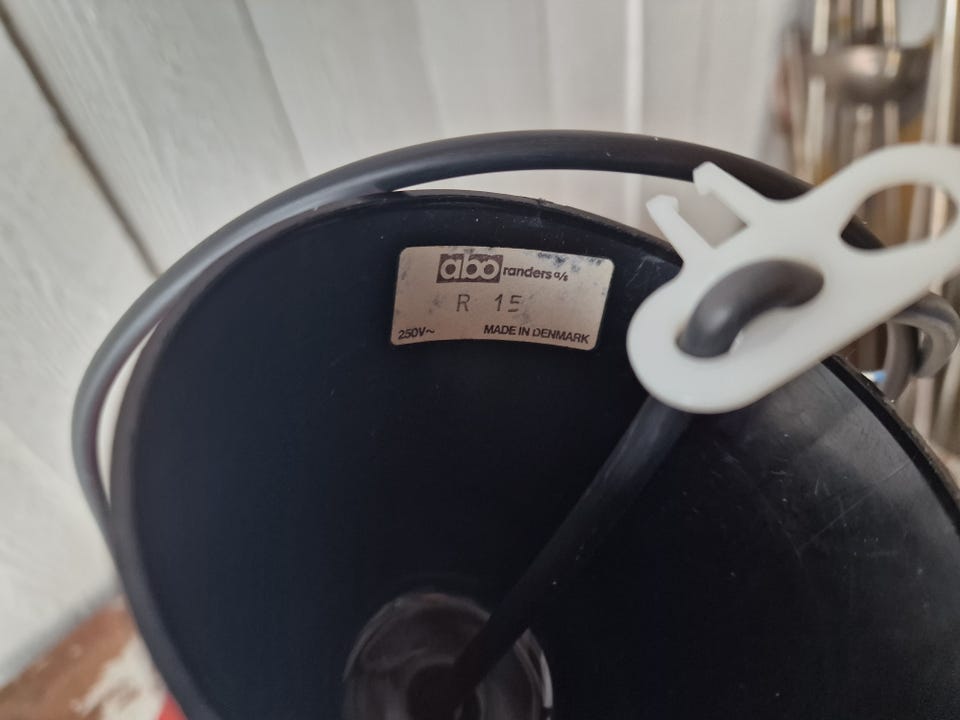 abo randers a/s
R 15
250V~ MADE IN DENMARK